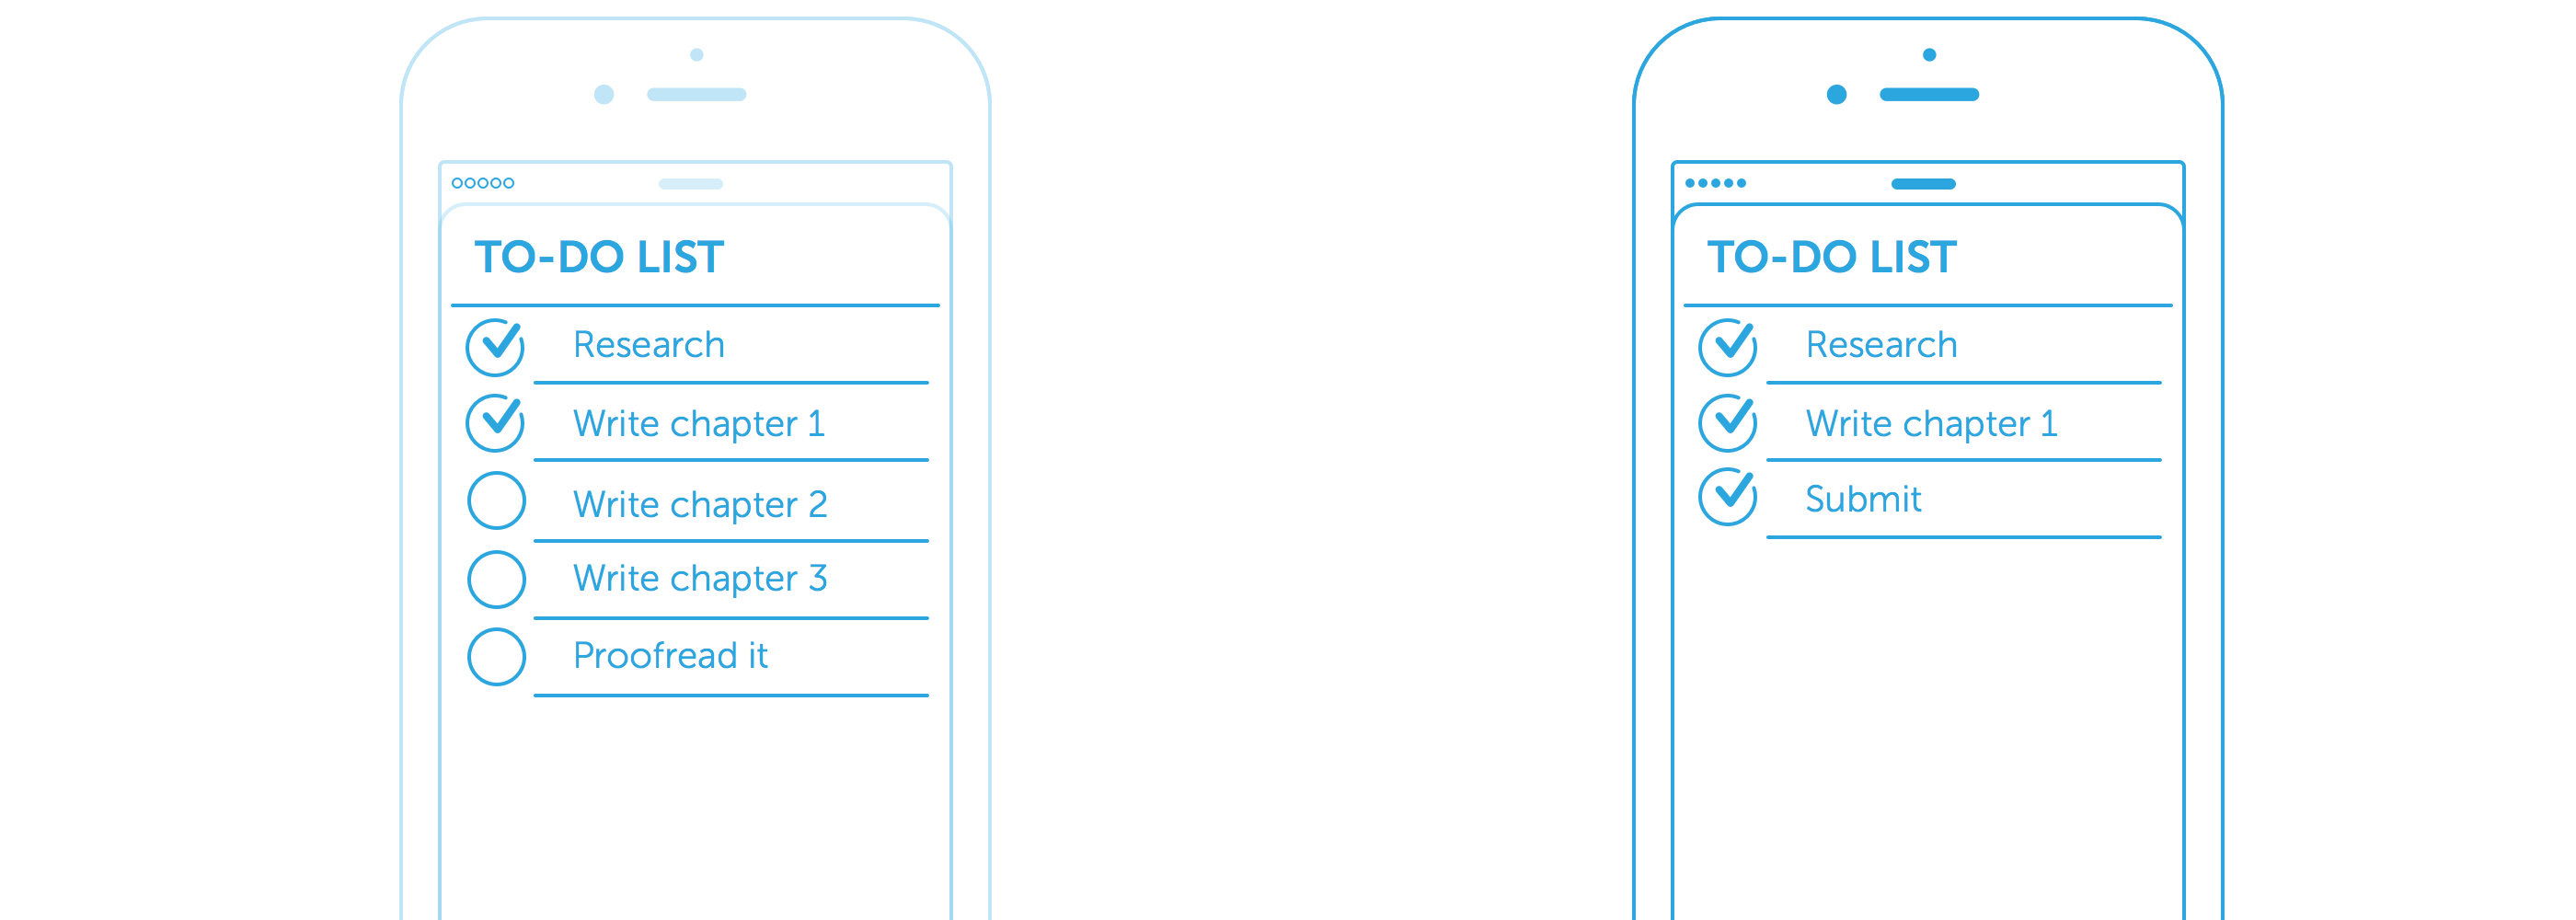 TO-DO LIST
Research
Write chapter 1
Write chapter 2
Write chapter 3
Proofread it
TO-DO LIST
Research
Write chapter 1
Submit